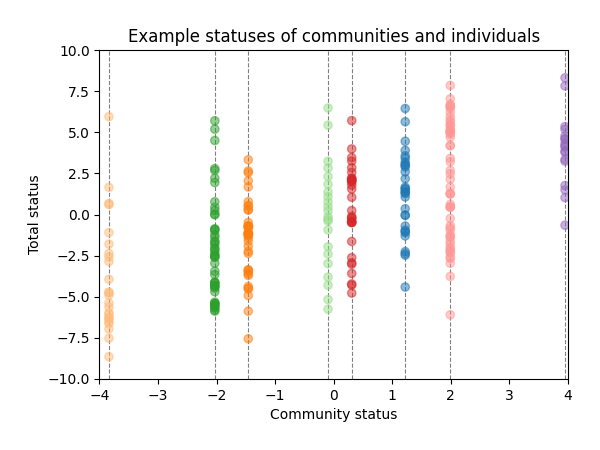 Example statuses of communities and individuals
10.0
7.5
5.0
2.5
0.0
−2.5
−5.0
−7.5
−10.0
Total status
−4 −3 −2 −1 0 1 2 3 4
Community status